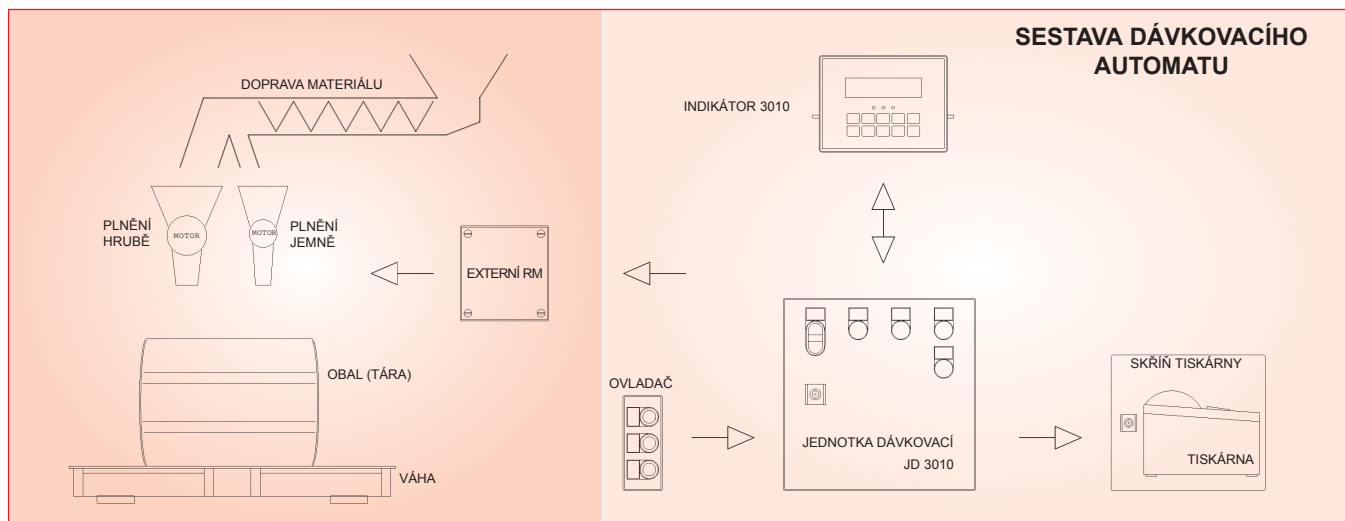 SESTAVA DÁVKOVACÍHO
AUTOMATU
DOPRAVA MATERIÁLU
INDIKÁTOR 3010
PLNĚNÍ
HRUBĚ
MOTOR
MOTOR
PLNĚNÍ
JEMNĚ
EXTERNÍ RM
OBAL (TÁRA)
VÁHA
OVLADAČ
JEDNOTKA DÁVKOVACÍ
JD 3010
SKŘÍŇ TISKÁRNY
TISKÁRNA